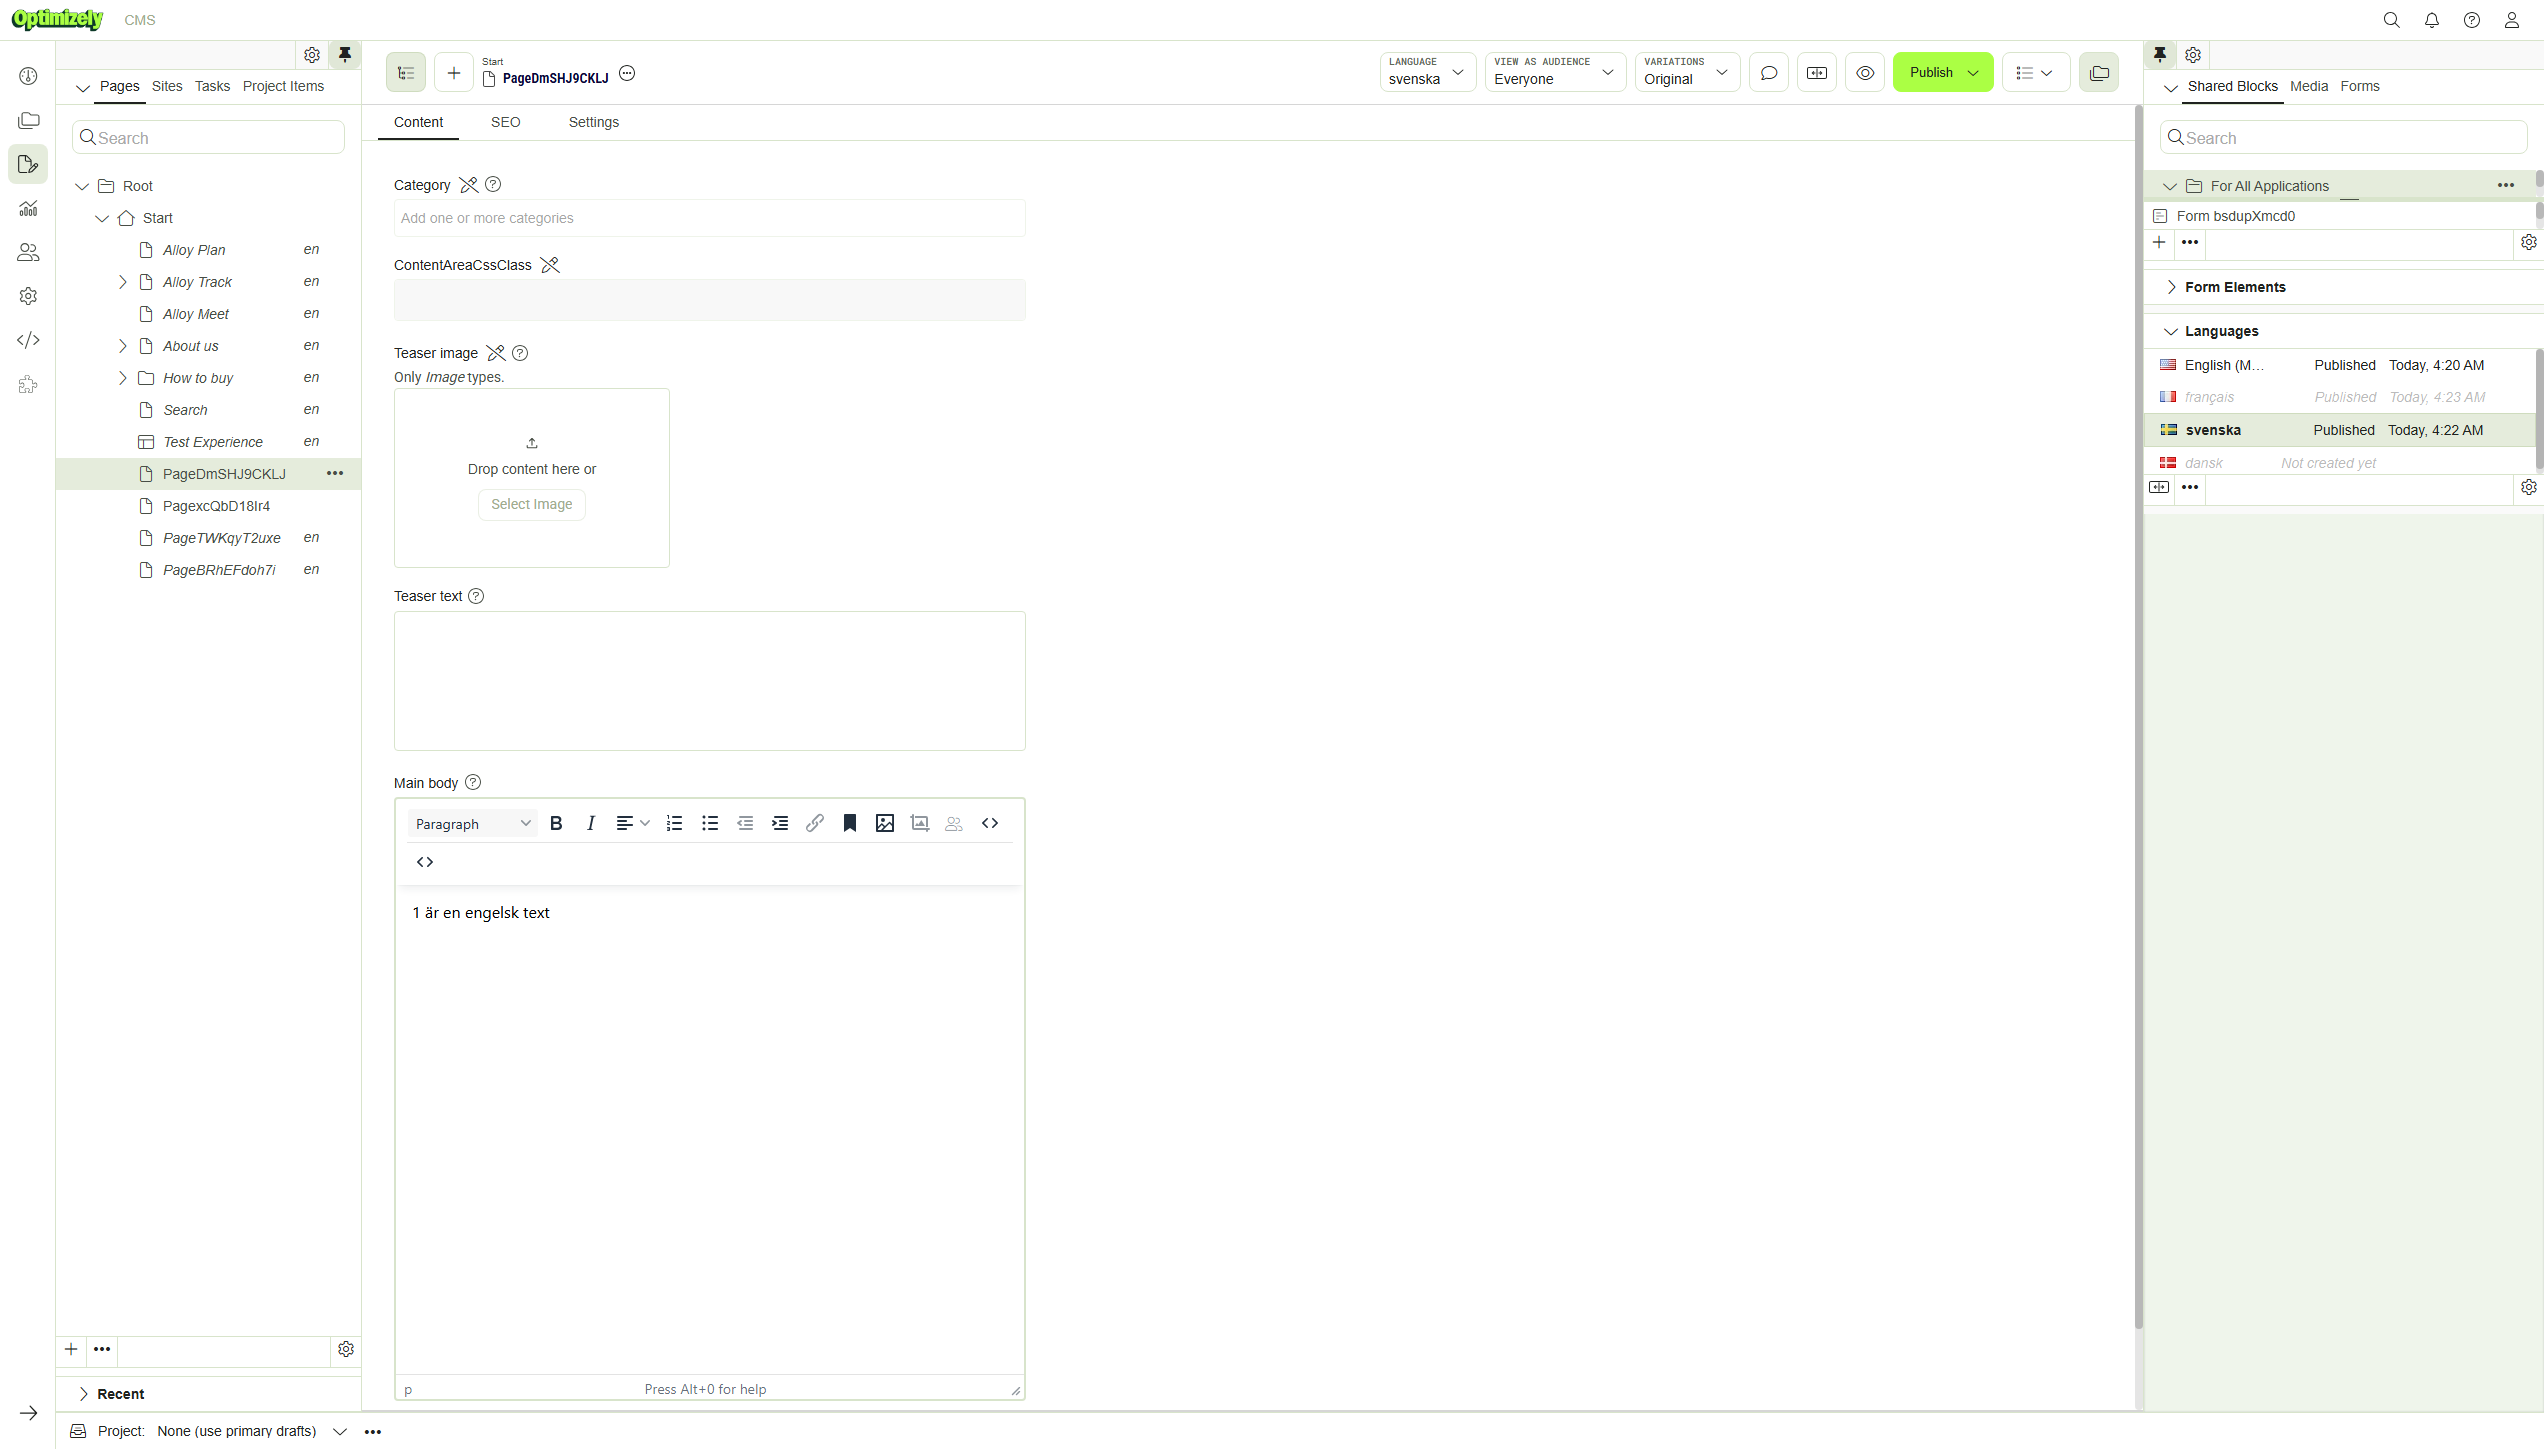 Optimizely CMS
Pages Sites Tasks Project Items
Search
Root
Start
Alloy Plan en
Alloy Track en
Alloy Meet en
About us en
How to buy en
Search en
Test Experience en
PageDmSHJ9CKLJ
PagexcQbD18Ir4
PageTWKqyT2uxe en
PageBRhEFdoh7i en
Recent
Project: None (use primary drafts)
Start
PageDmSHJ9CKLJ
LANGUAGE
svenska
VIEW AS AUDIENCE
Everyone
VARIATIONS
Original
Publish
Content SEO Settings
Category
Add one or more categories
ContentAreaCssClass
Teaser image
Only Image types.
Drop content here or
Select Image
Teaser text
Main body
Paragraph
1 är en engelsk text
p Press Alt+0 for help
Shared Blocks Media Forms
Search
For All Applications
Form bsdupXmcd0
Form Elements
Languages
English (M... Published Today, 4:20 AM
français Published Today, 4:23 AM
svenska Published Today, 4:22 AM
dansk Not created yet